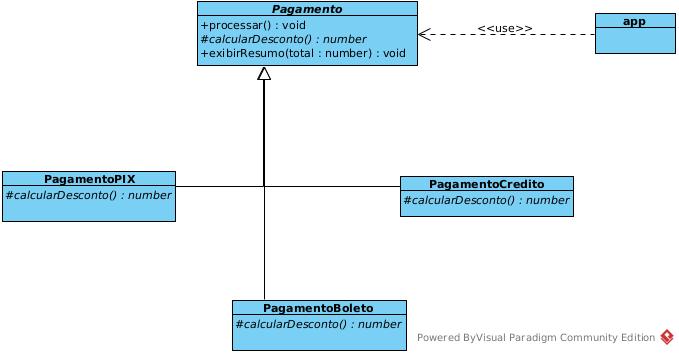 Pagamento
+processar() : void
#calcularDesconto() : number
+exibirResumo(total : number) : void
<<use>>
app
PagamentoPIX
#calcularDesconto() : number
PagamentoCredito
#calcularDesconto() : number
PagamentoBoleto
#calcularDesconto() : number
Powered ByVisual Paradigm Community Edition